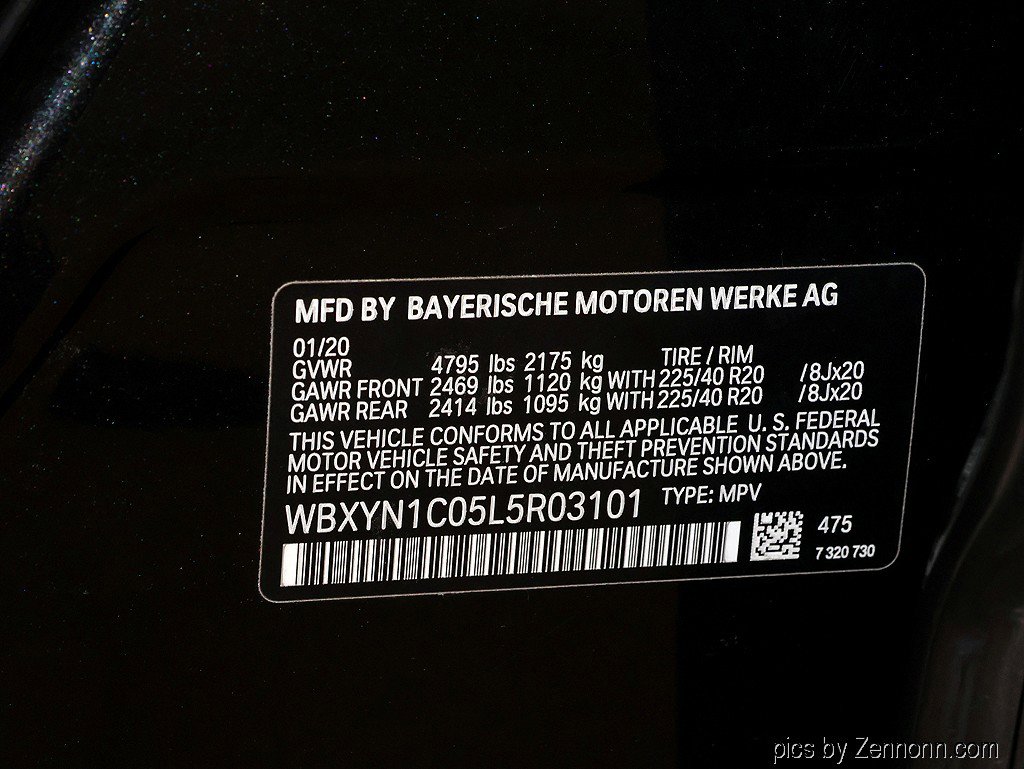 MFD BY BAYERISCHE MOTOREN WERKE AG
01/20
GVWR 4795 lbs 2175 kg TIRE / RIM
GAWR FRONT 2469 lbs 1120 kg WITH 225/40 R20 /8Jx20
GAWR REAR 2414 lbs 1095 kg WITH 225/40 R20 /8Jx20
THIS VEHICLE CONFORMS TO ALL APPLICABLE U. S. FEDERAL
MOTOR VEHICLE SAFETY AND THEFT PREVENTION STANDARDS
IN EFFECT ON THE DATE OF MANUFACTURE SHOWN ABOVE.
WBXYN1C05L5R03101 TYPE: MPV
475
7 320 730
pics by Zennonn.com